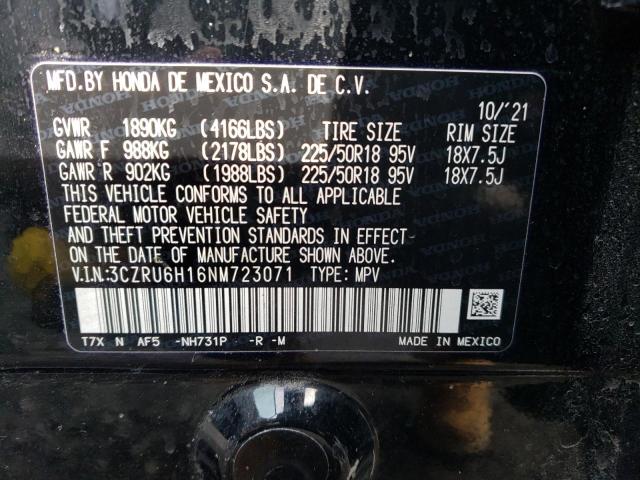 MFD.BY HONDA DE MEXICO S.A. DE C.V.
10/'21
GVWR 1890KG (4166LBS) TIRE SIZE RIM SIZE
GAWR F 988KG (2178LBS) 225/50R18 95V 18X7.5J
GAWR R 902KG (1988LBS) 225/50R18 95V 18X7.5J
THIS VEHICLE CONFORMS TO ALL APPLICABLE
FEDERAL MOTOR VEHICLE SAFETY
AND THEFT PREVENTION STANDARDS IN EFFECT
ON THE DATE OF MANUFACTURE SHOWN ABOVE.
V.I.N.:3CZRU6H16NM723071 TYPE: MPV
T7X N AF5 -NH731P -R -M MADE IN MEXICO